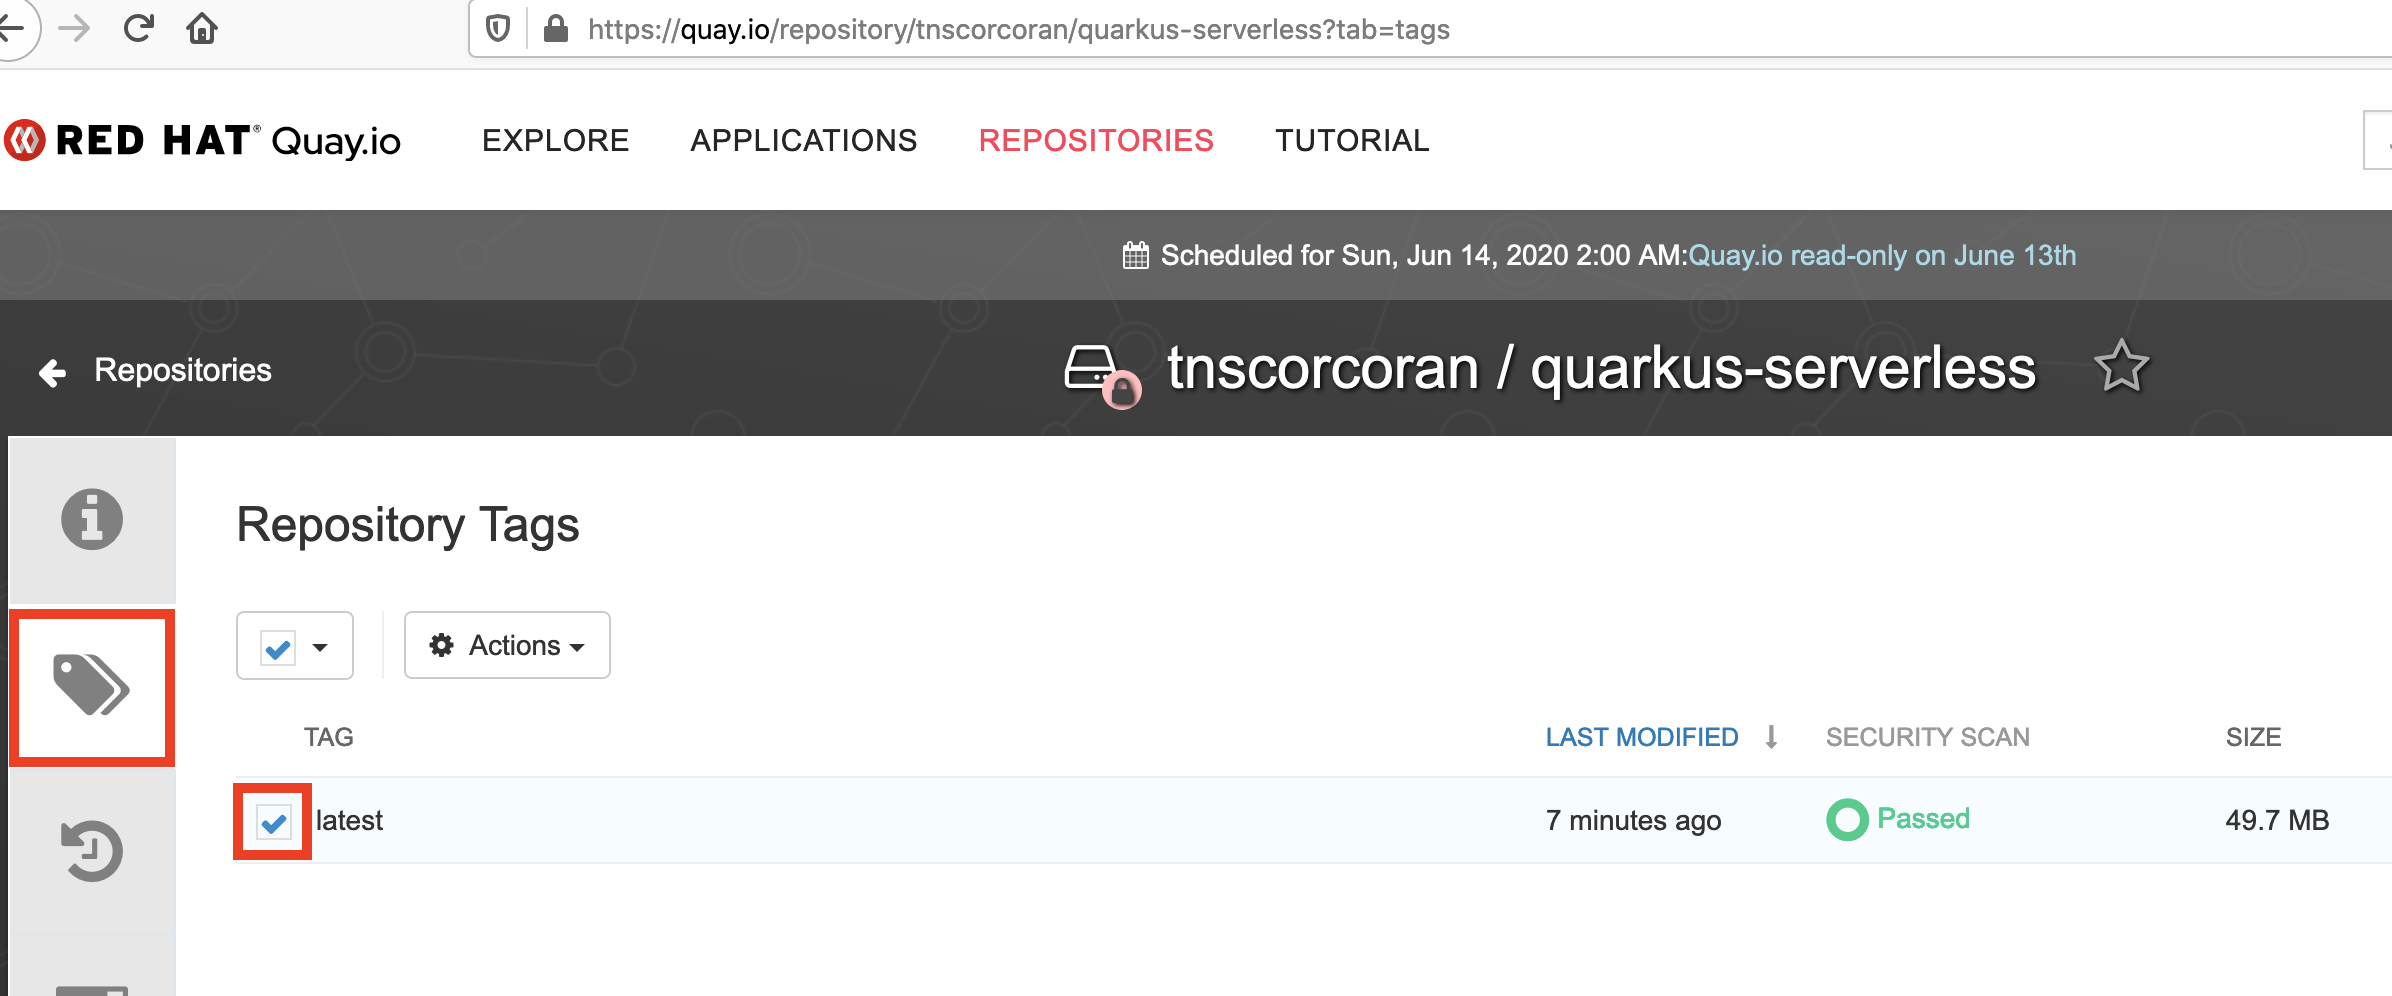 https://quay.io/repository/tnscorcoran/quarkus-serverless?tab=tags
RED HAT® Quay.io EXPLORE APPLICATIONS REPOSITORIES TUTORIAL
Scheduled for Sun, Jun 14, 2020 2:00 AM:Quay.io read-only on June 13th
Repositories tnscorcoran / quarkus-serverless
Repository Tags
Actions
TAG LAST MODIFIED SECURITY SCAN SIZE
latest 7 minutes ago Passed 49.7 MB